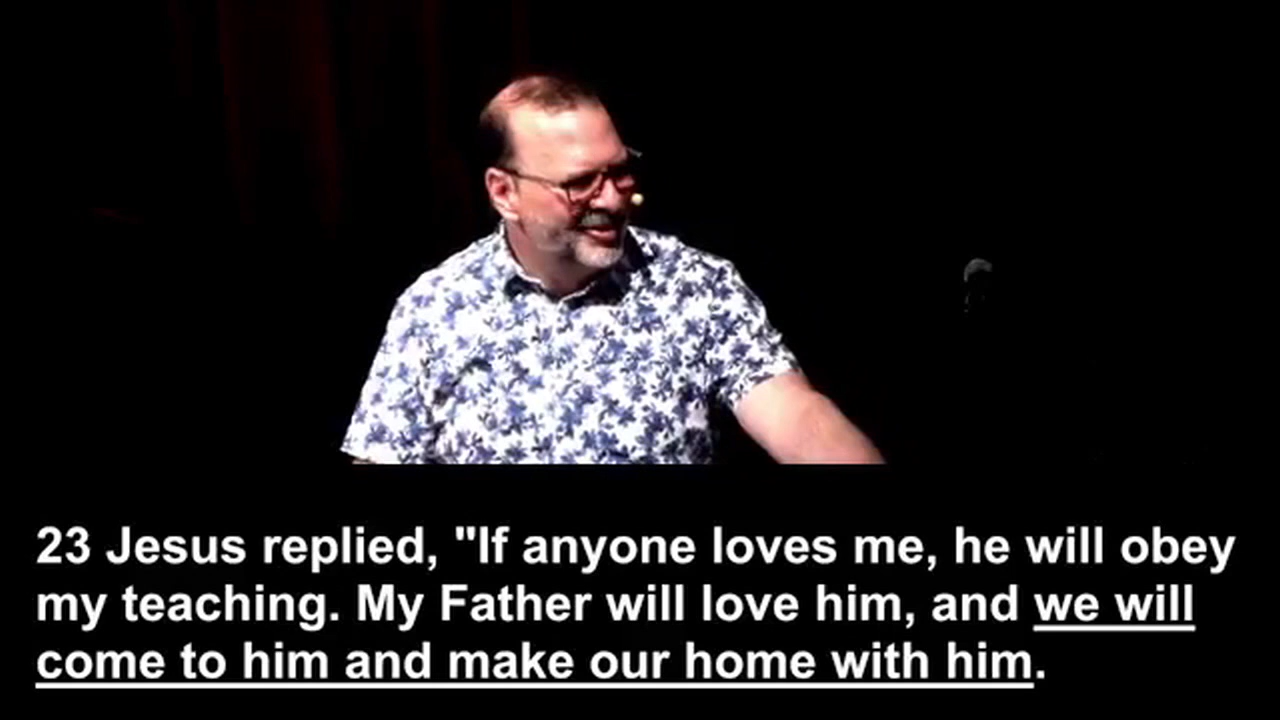 23 Jesus replied, "If anyone loves me, he will obey
my teaching. My Father will love him, and we will
come to him and make our home with him.